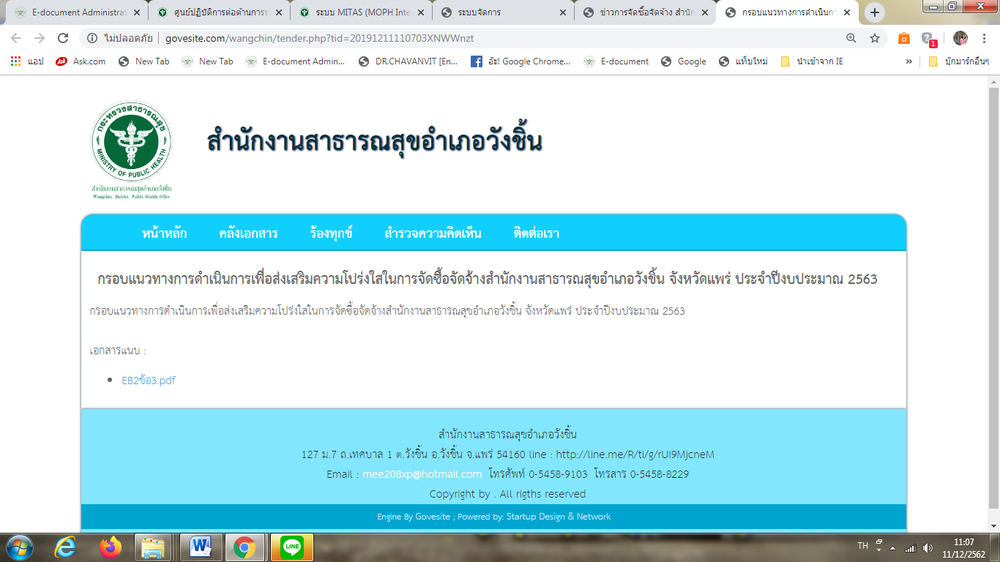 E-document Administrat
ศูนย์ปฏิบัติการต่อต้านการท
ระบบ MITAS (MOPH Inte
ระบบจัดการ
ข่าวการจัดซื้อจัดจ้าง สำนัก
กรอบแนวทางการดำเนินกา
ไม่ปลอดภัย | govesite.com/wangchin/tender.php?tid=20191211110703XNWWnzt
1
แอป Ask Ask.com New Tab New Tab E-document Admin... DR.CHAVANVIT [En... อ๊ะ! Google Chrome... E-document Google แท็บใหม่ นำเข้าจาก IE » บุ๊กมาร์กอื่นๆ
กระทรวงสาธารณสุข
MINISTRY OF PUBLIC HEALTH
สำนักงานสาธารณสุขอำเภอวังชิ้น
Wangchin District Public Health Office
สำนักงานสาธารณสุขอำเภอวังชิ้น
หน้าหลัก คลังเอกสาร ร้องทุกข์ สำรวจความคิดเห็น ติดต่อเรา
กรอบแนวทางการดำเนินการเพื่อส่งเสริมความโปร่งใสในการจัดซื้อจัดจ้างสำนักงานสาธารณสุขอำเภอวังชิ้น จังหวัดแพร่ ประจำปีงบประมาณ 2563
กรอบแนวทางการดำเนินการเพื่อส่งเสริมความโปร่งใสในการจัดซื้อจัดจ้างสำนักงานสาธารณสุขอำเภอวังชิ้น จังหวัดแพร่ ประจำปีงบประมาณ 2563
เอกสารแนบ :
EB2ข้อ3.pdf
สำนักงานสาธารณสุขอำเภอวังชิ้น
127 ม.7 ถ.เทศบาล 1 ต.วังชิ้น อ.วังชิ้น จ.แพร่ 54160 line : http://line.me/R/ti/g/rUI9MjcneM
Email : mee208xp@hotmail.com โทรศัพท์ 0-5458-9103 โทรสาร 0-5458-8229
Copyright by . All rigths reserved
Engine By Govesite ; Powered by: Startup Design & Network
LINE
TH
11:07
11/12/2562